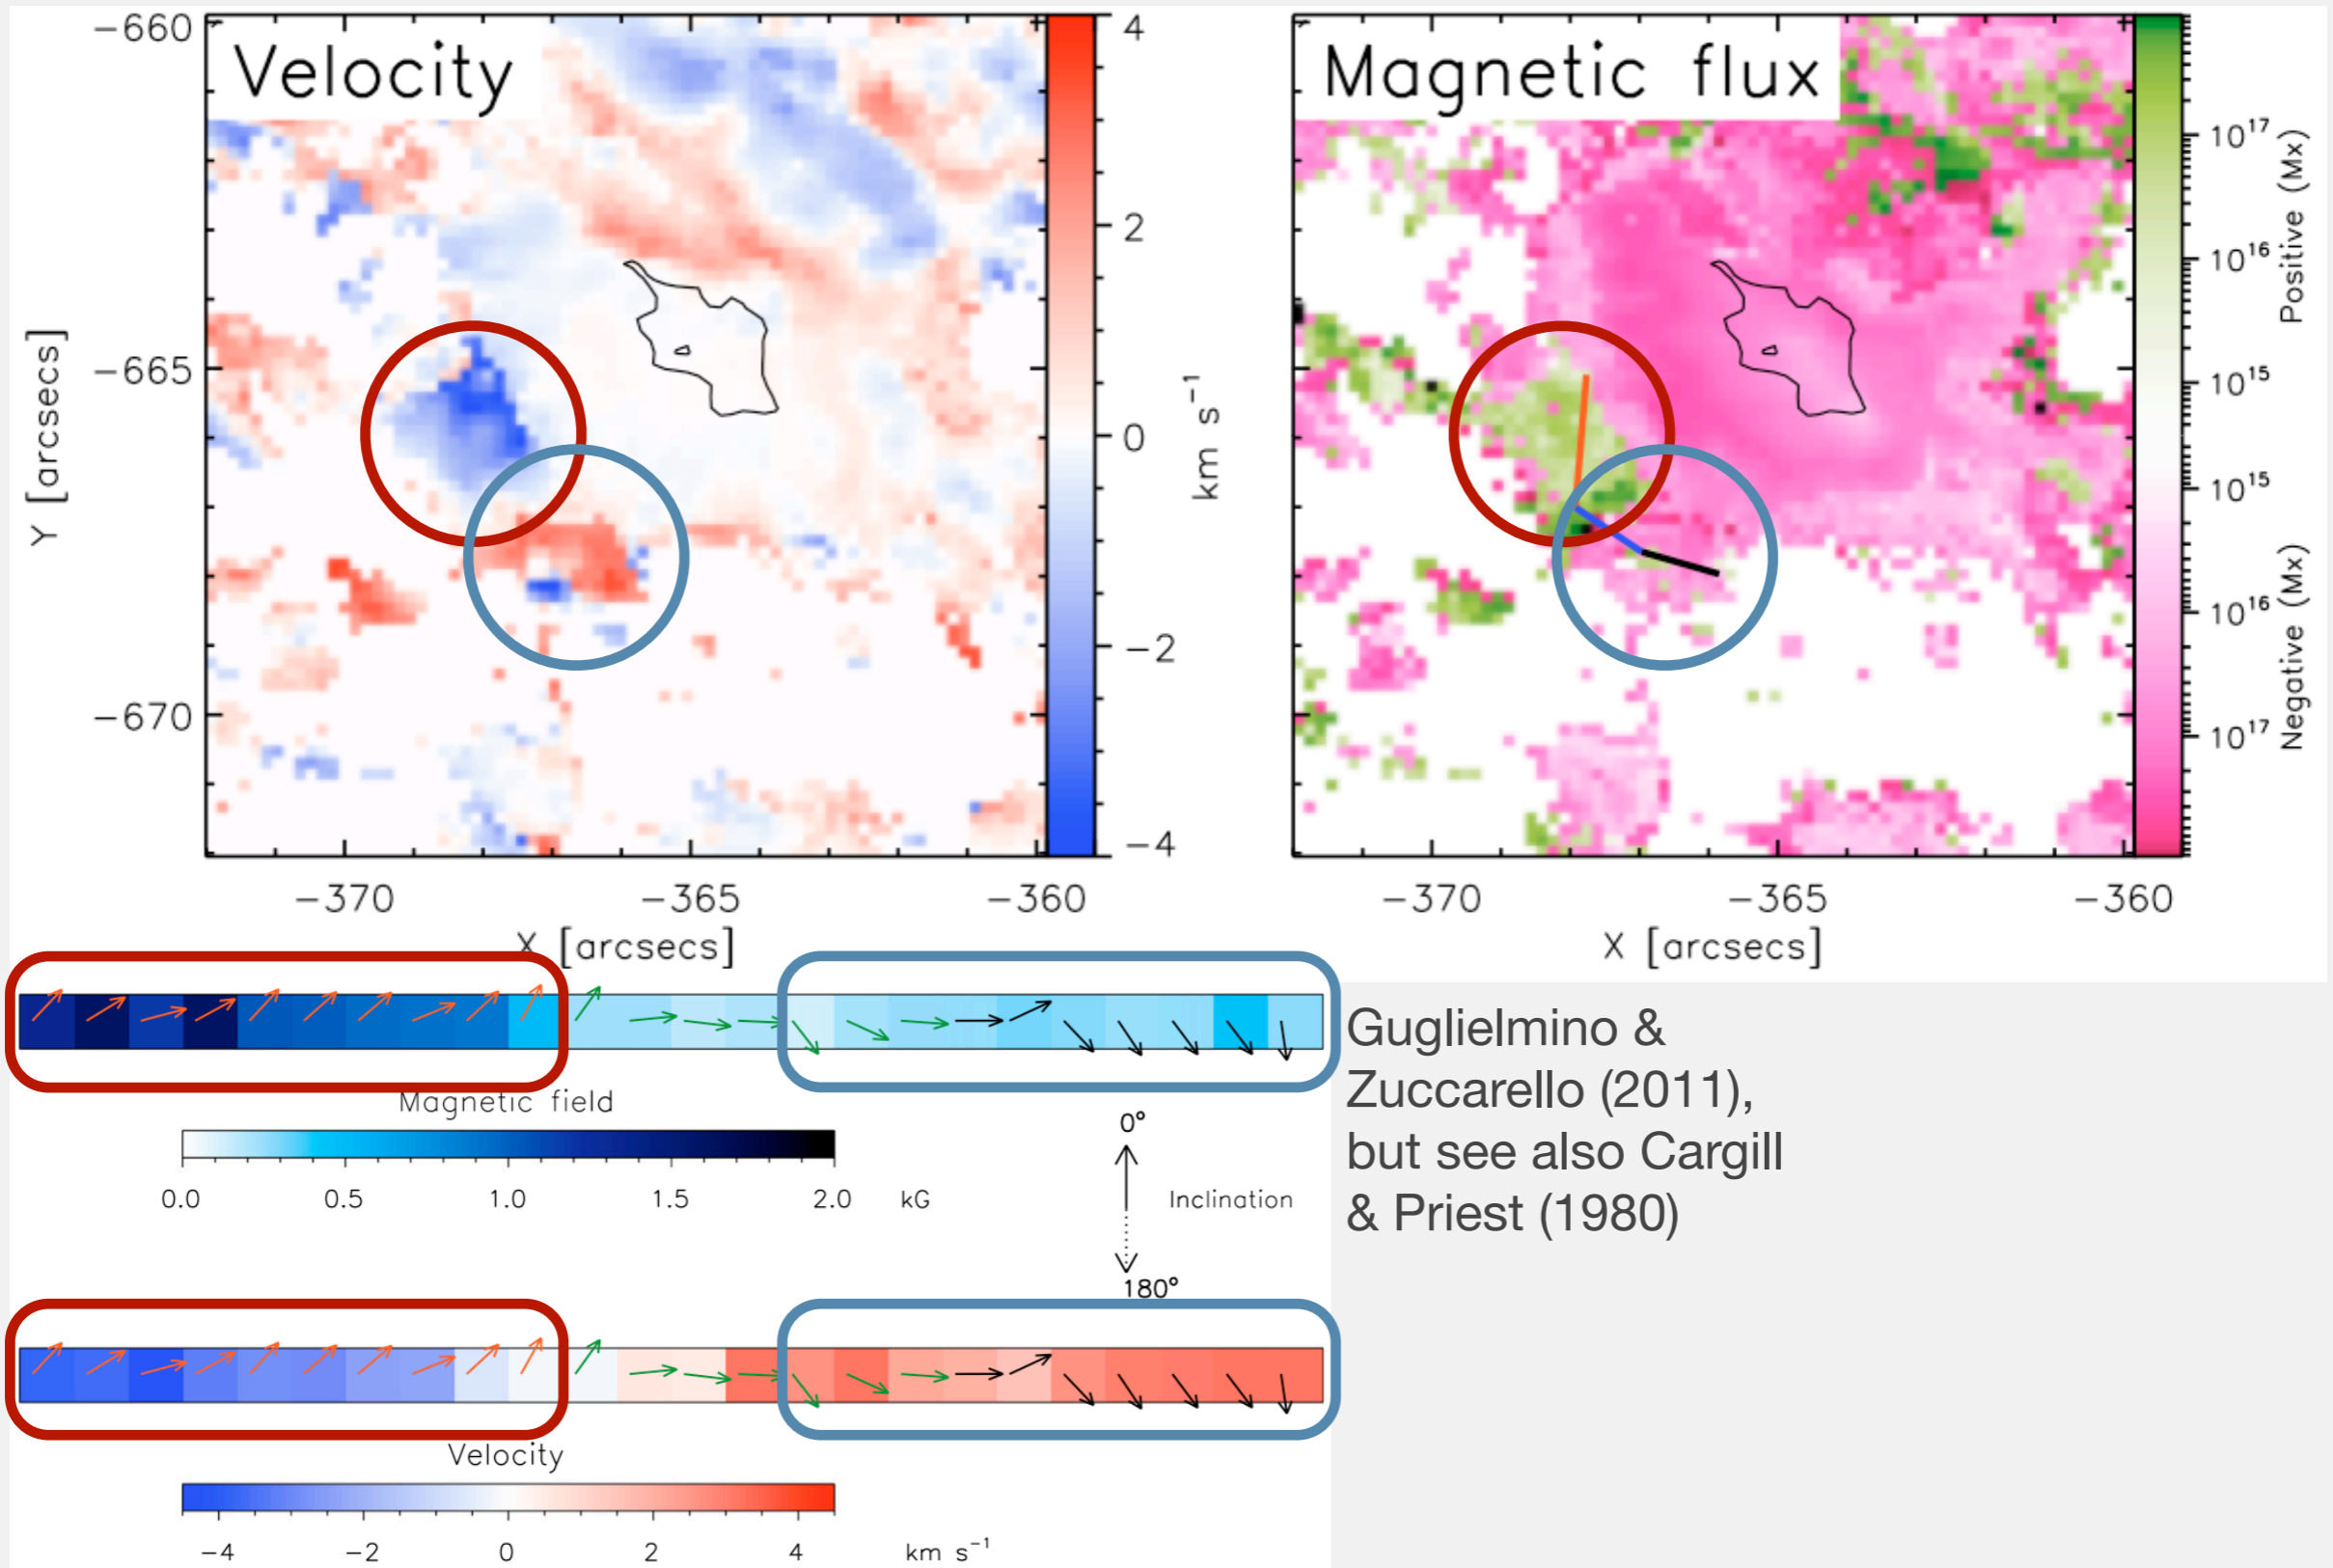 Velocity
−660
−665
−670
Y [arcsecs]
−370
−365
−360
X [arcsecs]
4
2
0
−2
−4
km s⁻¹
Magnetic flux
−370
−365
−360
X [arcsecs]
10¹⁷
10¹⁶
10¹⁵
10¹⁵
10¹⁶
10¹⁷
Positive (Mx)
Negative (Mx)
Magnetic field
0.0 0.5 1.0 1.5 2.0 kG
0°
Inclination
180°
Velocity
−4 −2 0 2 4 km s⁻¹
Guglielmino &
Zuccarello (2011),
but see also Cargill
& Priest (1980)